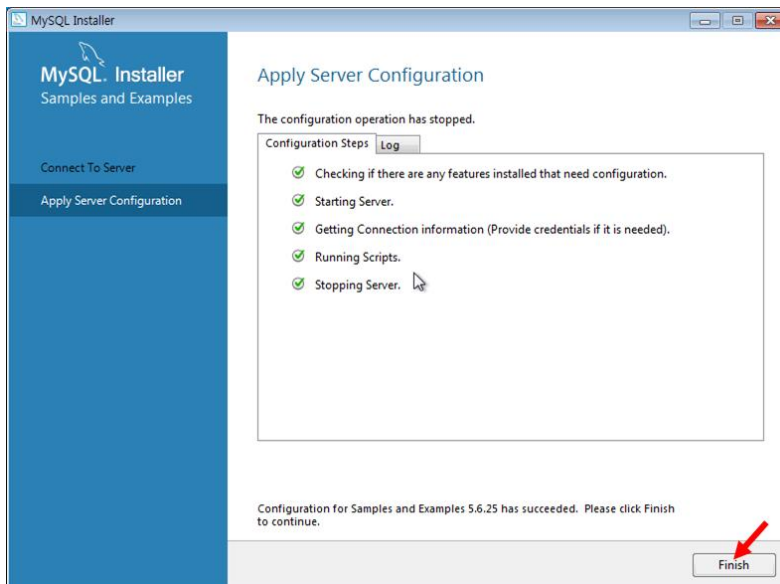 MySQL Installer
MySQL. Installer
Samples and Examples
Connect To Server
Apply Server Configuration
Apply Server Configuration
The configuration operation has stopped.
Configuration Steps
Log
Checking if there are any features installed that need configuration.
Starting Server.
Getting Connection information (Provide credentials if it is needed).
Running Scripts.
Stopping Server.
Configuration for Samples and Examples 5.6.25 has succeeded. Please click Finish
to continue.
Finish